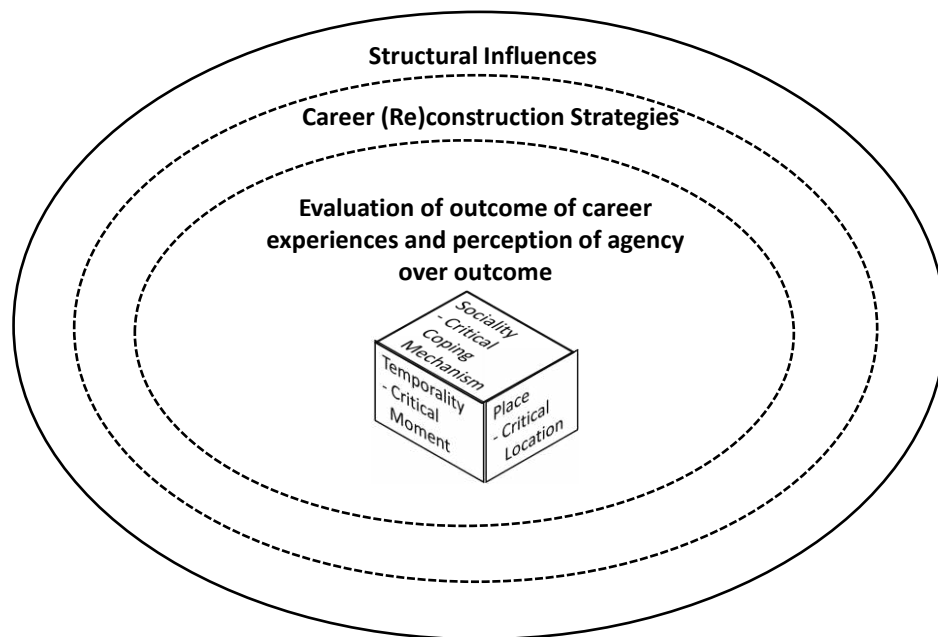 Structural Influences
Career (Re)construction Strategies
Evaluation of outcome of career
experiences and perception of agency
over outcome
Sociality
- Critical
Coping
Mechanism
Temporality
- Critical
Moment
Place
- Critical
Location